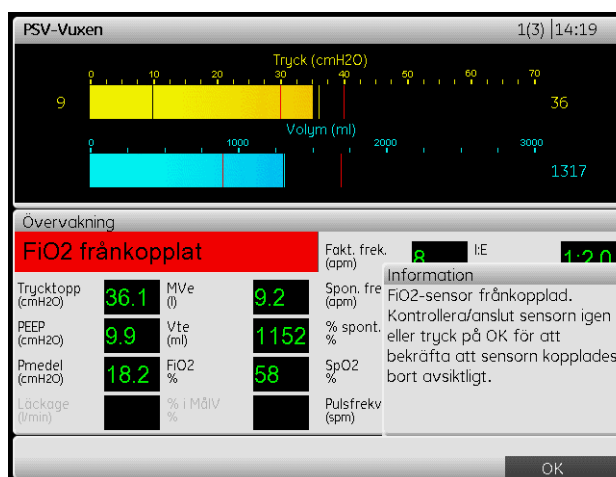 PSV-Vuxen 1(3) |14:19
Tryck (cmH2O)
0 10 20 30 40 50 60 70
9 36
Volym (ml)
0 1000 2000 3000
1317
Övervakning
FiO2 frånkopplat
Fakt. frek. (apm) 8 I:E 1:2.0
Trycktopp (cmH2O) 36.1 MVe (l) 9.2 Spon. fre (apm)
PEEP (cmH2O) 9.9 Vte (ml) 1152 % spont. %
Pmedel (cmH2O) 18.2 FiO2 % 58 SpO2 %
Läckage (l/min) % i MålV % Pulsfrekv (spm)
Information
FiO2-sensor frånkopplad.
Kontrollera/anslut sensorn igen
eller tryck på OK för att
bekräfta att sensorn kopplades
bort avsiktligt.
OK